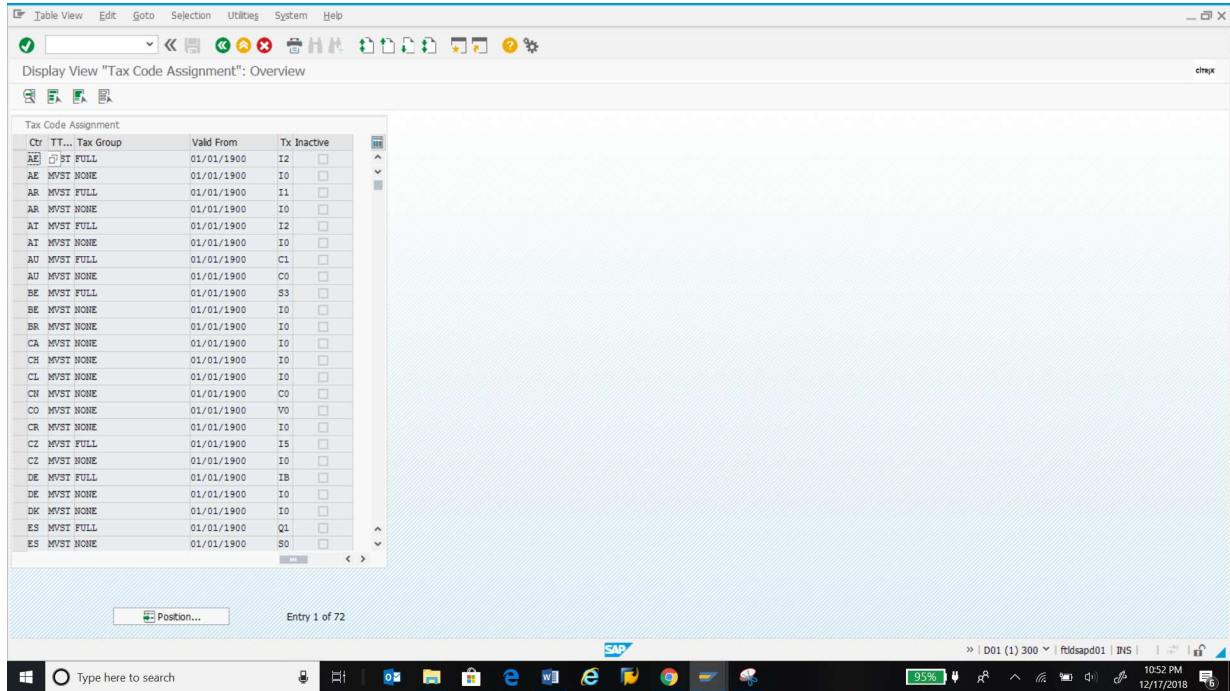 Table View Edit Goto Selection Utilities System Help
Display View "Tax Code Assignment": Overview
citrix
Tax Code Assignment
Ctr TT... Tax Group Valid From Tx Inactive
AE ST FULL 01/01/1900 I2
AE MVST NONE 01/01/1900 I0
AR MVST FULL 01/01/1900 I1
AR MVST NONE 01/01/1900 I0
AT MVST FULL 01/01/1900 I2
AT MVST NONE 01/01/1900 I0
AU MVST FULL 01/01/1900 C1
AU MVST NONE 01/01/1900 C0
BE MVST FULL 01/01/1900 S3
BE MVST NONE 01/01/1900 I0
BR MVST NONE 01/01/1900 I0
CA MVST NONE 01/01/1900 I0
CH MVST NONE 01/01/1900 I0
CL MVST NONE 01/01/1900 I0
CN MVST NONE 01/01/1900 C0
CO MVST NONE 01/01/1900 V0
CR MVST NONE 01/01/1900 I0
CZ MVST FULL 01/01/1900 I5
CZ MVST NONE 01/01/1900 I0
DE MVST FULL 01/01/1900 IB
DE MVST NONE 01/01/1900 I0
DK MVST NONE 01/01/1900 I0
ES MVST FULL 01/01/1900 Q1
ES MVST NONE 01/01/1900 S0
Position... Entry 1 of 72
SAP » D01 (1) 300 ftldsapd01 INS
Type here to search 95% 10:52 PM
12/17/2018